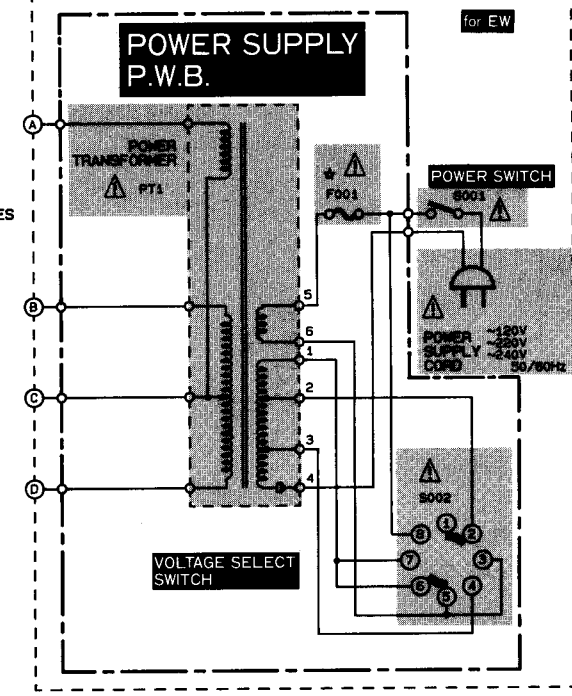 for EW
POWER SUPPLY
P.W.B.
A
POWER
TRANSFORMER
PT1
F001
POWER SWITCH
S001
ES
B
5
6
1
2
3
4
POWER
SUPPLY
CORD
~120V
~220V
~240V
50/60Hz
C
D
S002
VOLTAGE SELECT
SWITCH
1
2
3
4
5
6
7
8